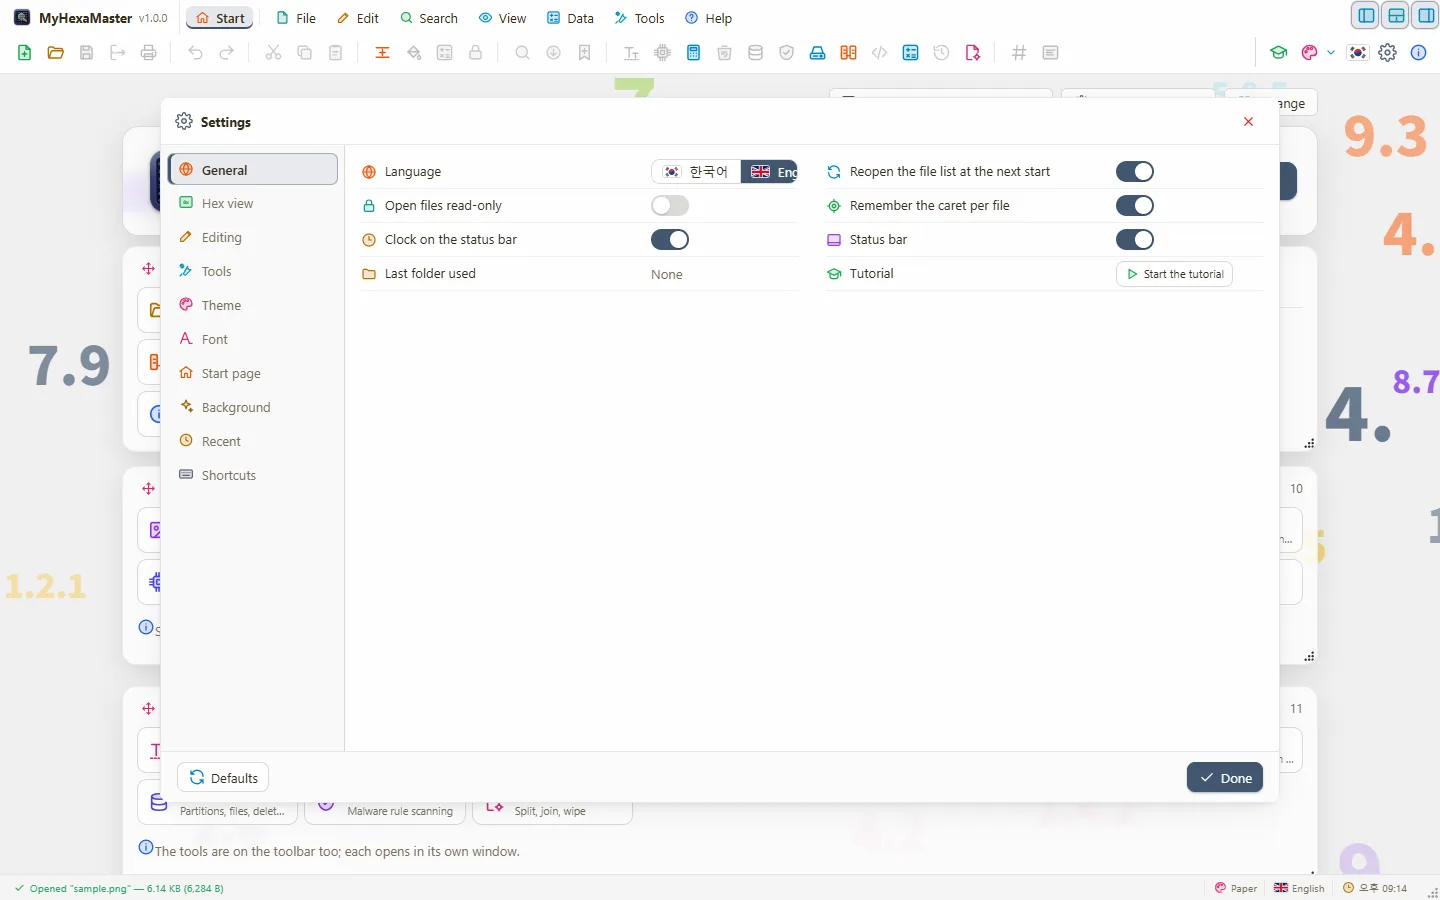 MyHexaMaster v1.0.0 Start File Edit Search View Data Tools Help
ange
Settings
General
Hex view
Editing
Tools
Theme
Font
Start page
Background
Recent
Shortcuts
Language 한국어 Eng
Open files read-only
Clock on the status bar
Last folder used None
Reopen the file list at the next start
Remember the caret per file
Status bar
Tutorial Start the tutorial
Defaults Done
7
9.3
4.
7.9
8.7
4.
1.2.1
5
9
10
n...
S
11
n ...
Partitions, files, delet... Malware rule scanning Split, join, wipe
The tools are on the toolbar too; each opens in its own window.
Opened "sample.png" — 6.14 KB (6,284 B) Paper English 오후 09:14